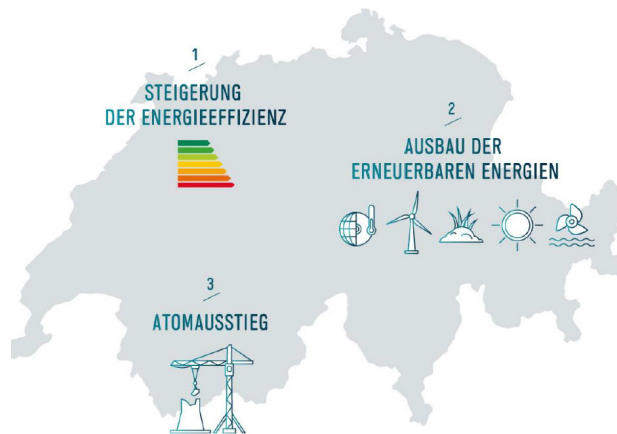 1
STEIGERUNG
DER ENERGIEEFFIZIENZ
2
AUSBAU DER
ERNEUERBAREN ENERGIEN
3
ATOMAUSSTIEG